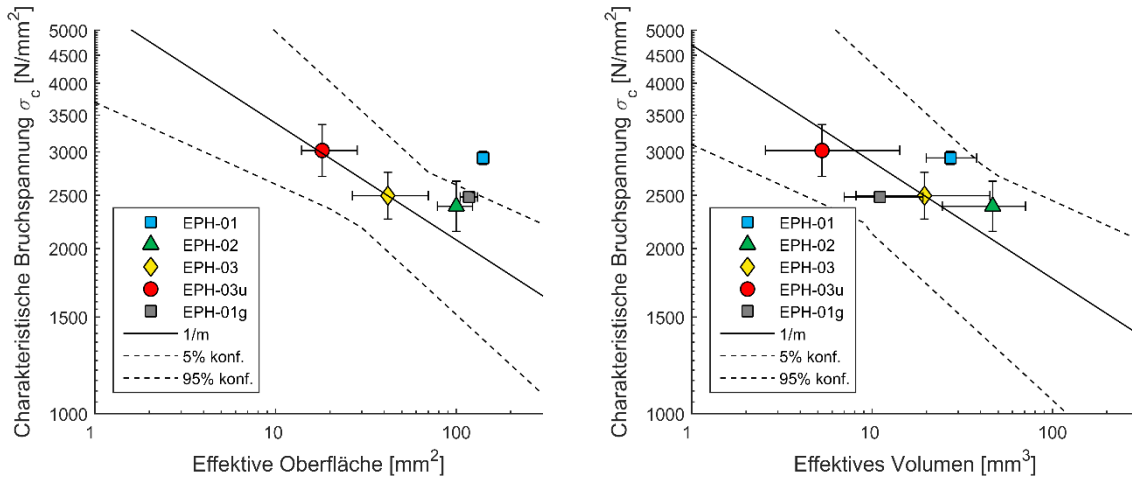 Charakteristische Bruchspannung σc [N/mm2]
5000
4500
4000
3500
3000
2500
2000
1500
1000
EPH-01
EPH-02
EPH-03
EPH-03u
EPH-01g
1/m
5% konf.
95% konf.
1
10
100
Effektive Oberfläche [mm2]
Charakteristische Bruchspannung σc [N/mm2]
5000
4500
4000
3500
3000
2500
2000
1500
1000
EPH-01
EPH-02
EPH-03
EPH-03u
EPH-01g
1/m
5% konf.
95% konf.
1
10
100
Effektives Volumen [mm3]